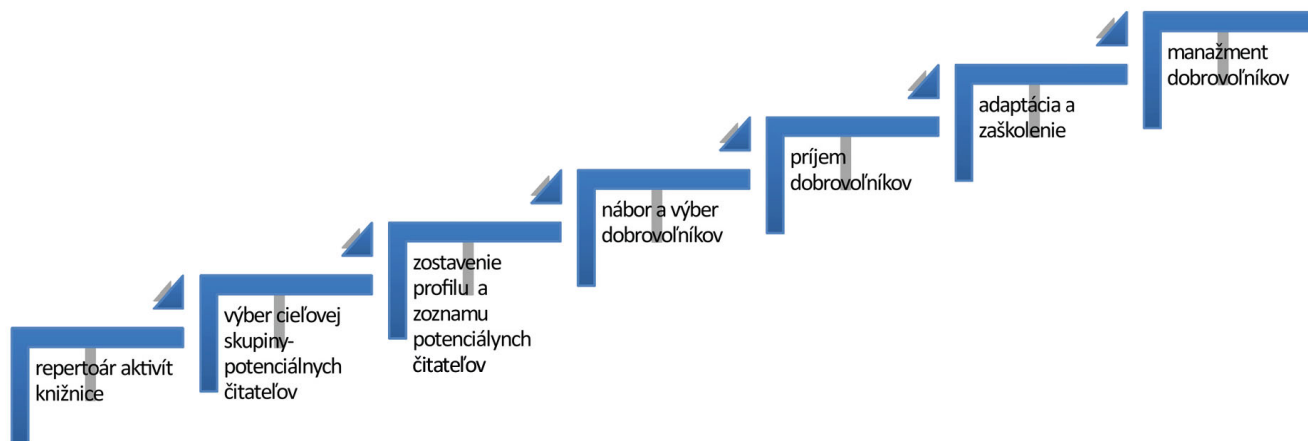 repertoár aktivít
knižnice
výber cieľovej
skupiny-
potenciálnych
čitateľov
zostavenie
profilu a
zoznamu
potenciálynch
čitateľov
nábor a výber
dobrovoľníkov
príjem
dobrovoľníkov
adaptácia a
zaškolenie
manažment
dobrovoľníkov